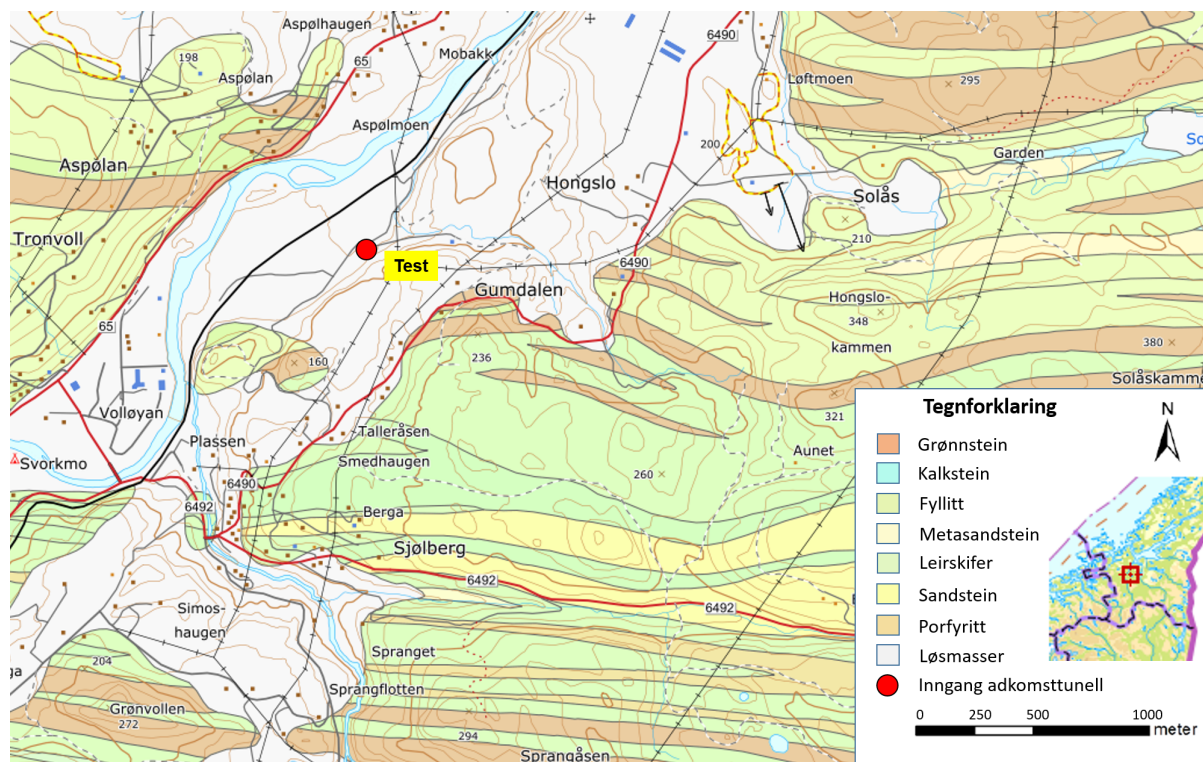 Aspølhaugen
6490
Mobakk
198
65
Løftmoen
295
Aspølan
Aspølmoen
200
Garden
So
Aspølan
Hongslo
Solås
Tronvoll
210
Test
6490
Gumdalen
Hongslo-
348
kammen
65
380
236
160
Solåskamme
Volløyan
321
Talleråsen
Plassen
Aunet
Svorkmo
Smedhaugen
260
6490
6492
Berga
Sjølberg
6492
6492
Simos-
haugen
Spranget
204
ga
Sprangflotten
Grønvollen
272
294
Sprangåsen
Tegnforklaring
N
Grønnstein
Kalkstein
Fyllitt
Metasandstein
Leirskifer
Sandstein
Porfyritt
Løsmasser
Inngang adkomsttunell
0 250 500 1000
meter